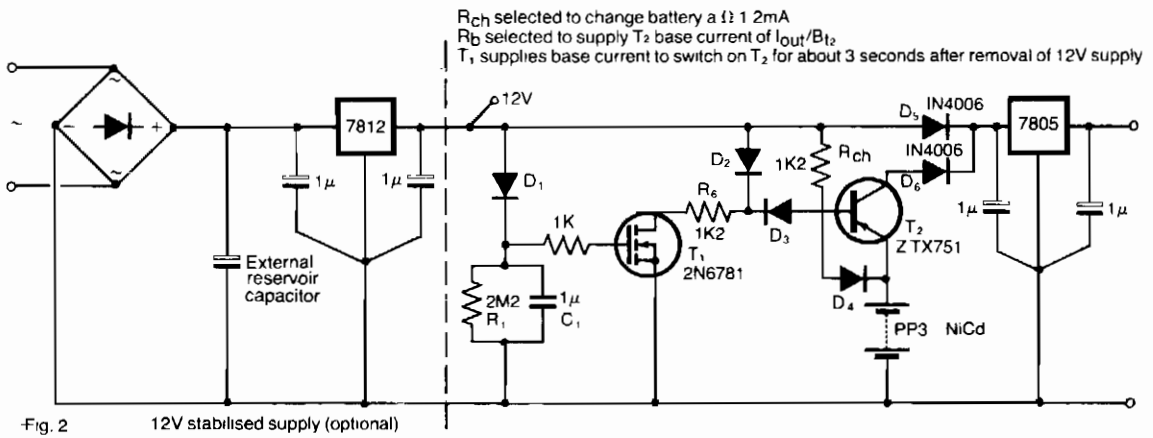 Rch selected to change battery a Ω 1 2mA
Rb selected to supply T2 base current of Iout/Bt2
T1 supplies base current to switch on T2 for about 3 seconds after removal of 12V supply
12V
~
~
~
−
+
7812
1µ
1µ
External
reservoir
capacitor
D1
1K
2M2
R1
1µ
C1
T1
2N6781
D2
R6
1K2
D3
1K2
Rch
D4
T2
ZTX751
D5
IN4006
IN4006
D6
7805
1µ
1µ
PP3 NiCd
Fig. 2
12V stabilised supply (optional)